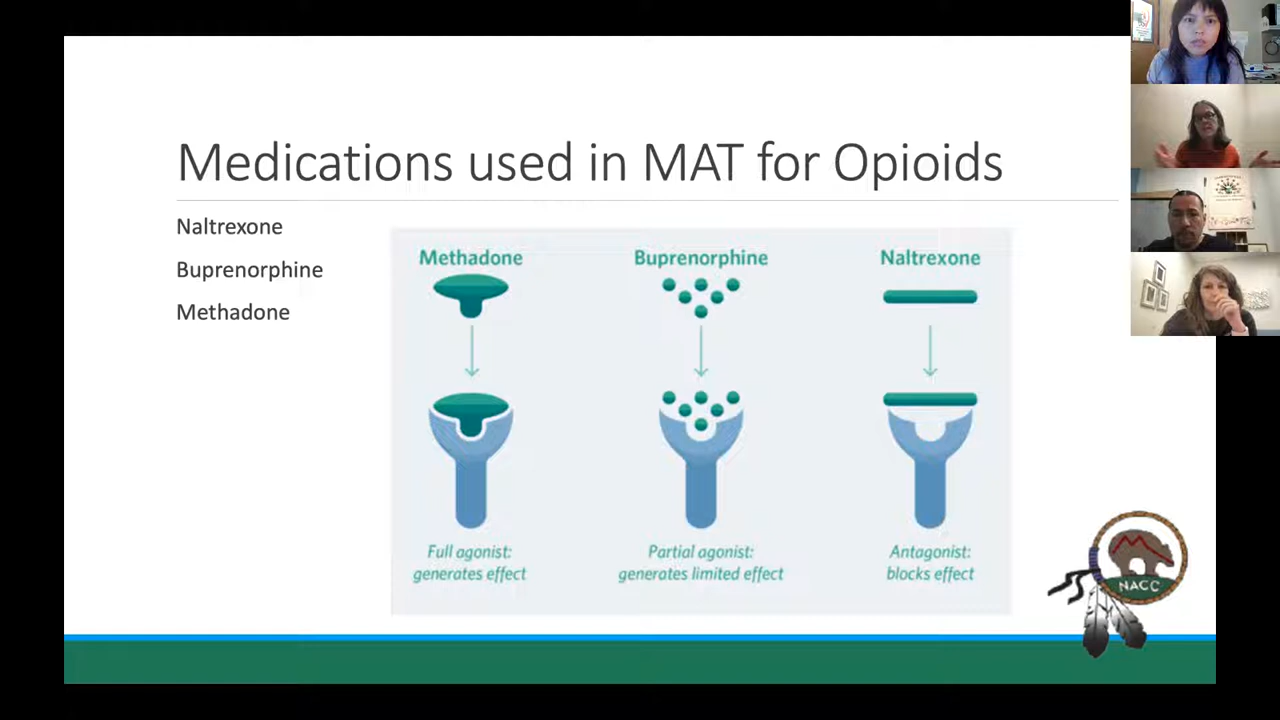 Medications used in MAT for Opioids
Naltrexone
Buprenorphine
Methadone
Methadone
Buprenorphine
Naltrexone
Full agonist:
generates effect
Partial agonist:
generates limited effect
Antagonist:
blocks effect
NACC